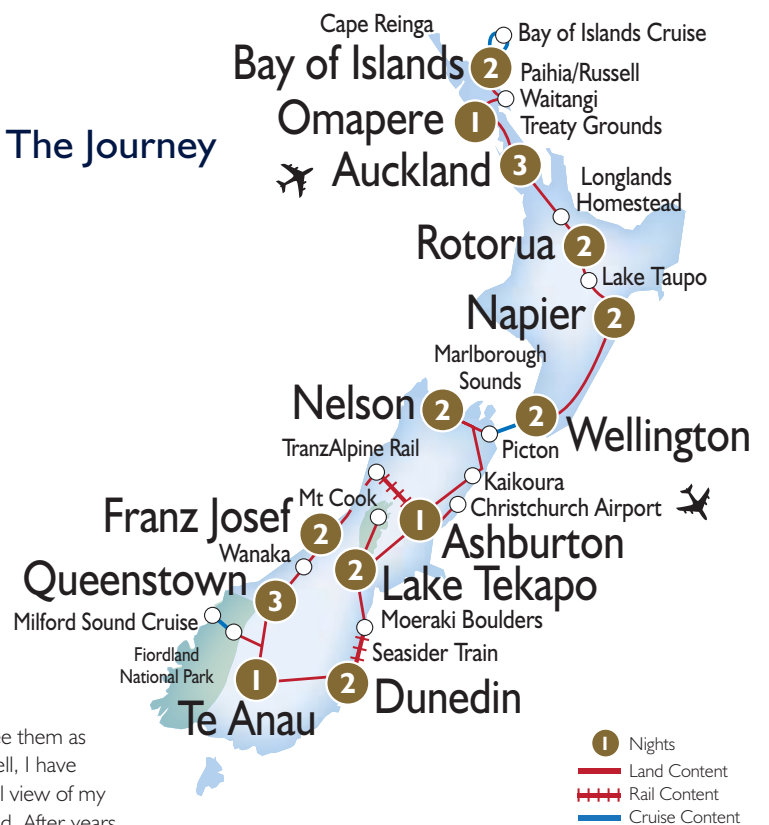 The Journey
Cape Reinga
Bay of Islands Cruise
Bay of Islands
2
Paihia/Russell
Waitangi
Treaty Grounds
Omapere
1
Auckland
3
Longlands
Homestead
Rotorua
2
Lake Taupo
Napier
2
Marlborough
Sounds
Nelson
2
2
Wellington
Picton
TranzAlpine Rail
Kaikoura
Mt Cook
Christchurch Airport
Franz Josef
2
1
Ashburton
Wanaka
2
Lake Tekapo
Queenstown
3
Moeraki Boulders
Milford Sound Cruise
Seasider Train
Fiordland
National Park
1
Te Anau
2
Dunedin
ee them as
ell, I have
l view of my
d. After years
1 Nights
Land Content
Rail Content
Cruise Content